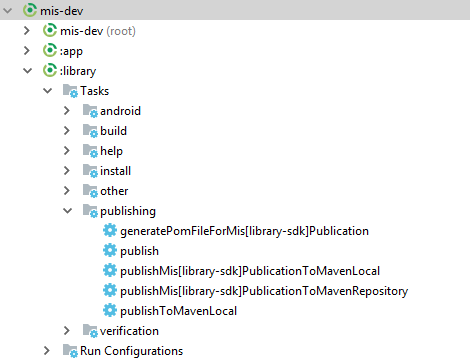 mis-dev
mis-dev (root)
:app
:library
Tasks
android
build
help
install
other
publishing
generatePomFileForMis[library-sdk]Publication
publish
publishMis[library-sdk]PublicationToMavenLocal
publishMis[library-sdk]PublicationToMavenRepository
publishToMavenLocal
verification
Run Configurations